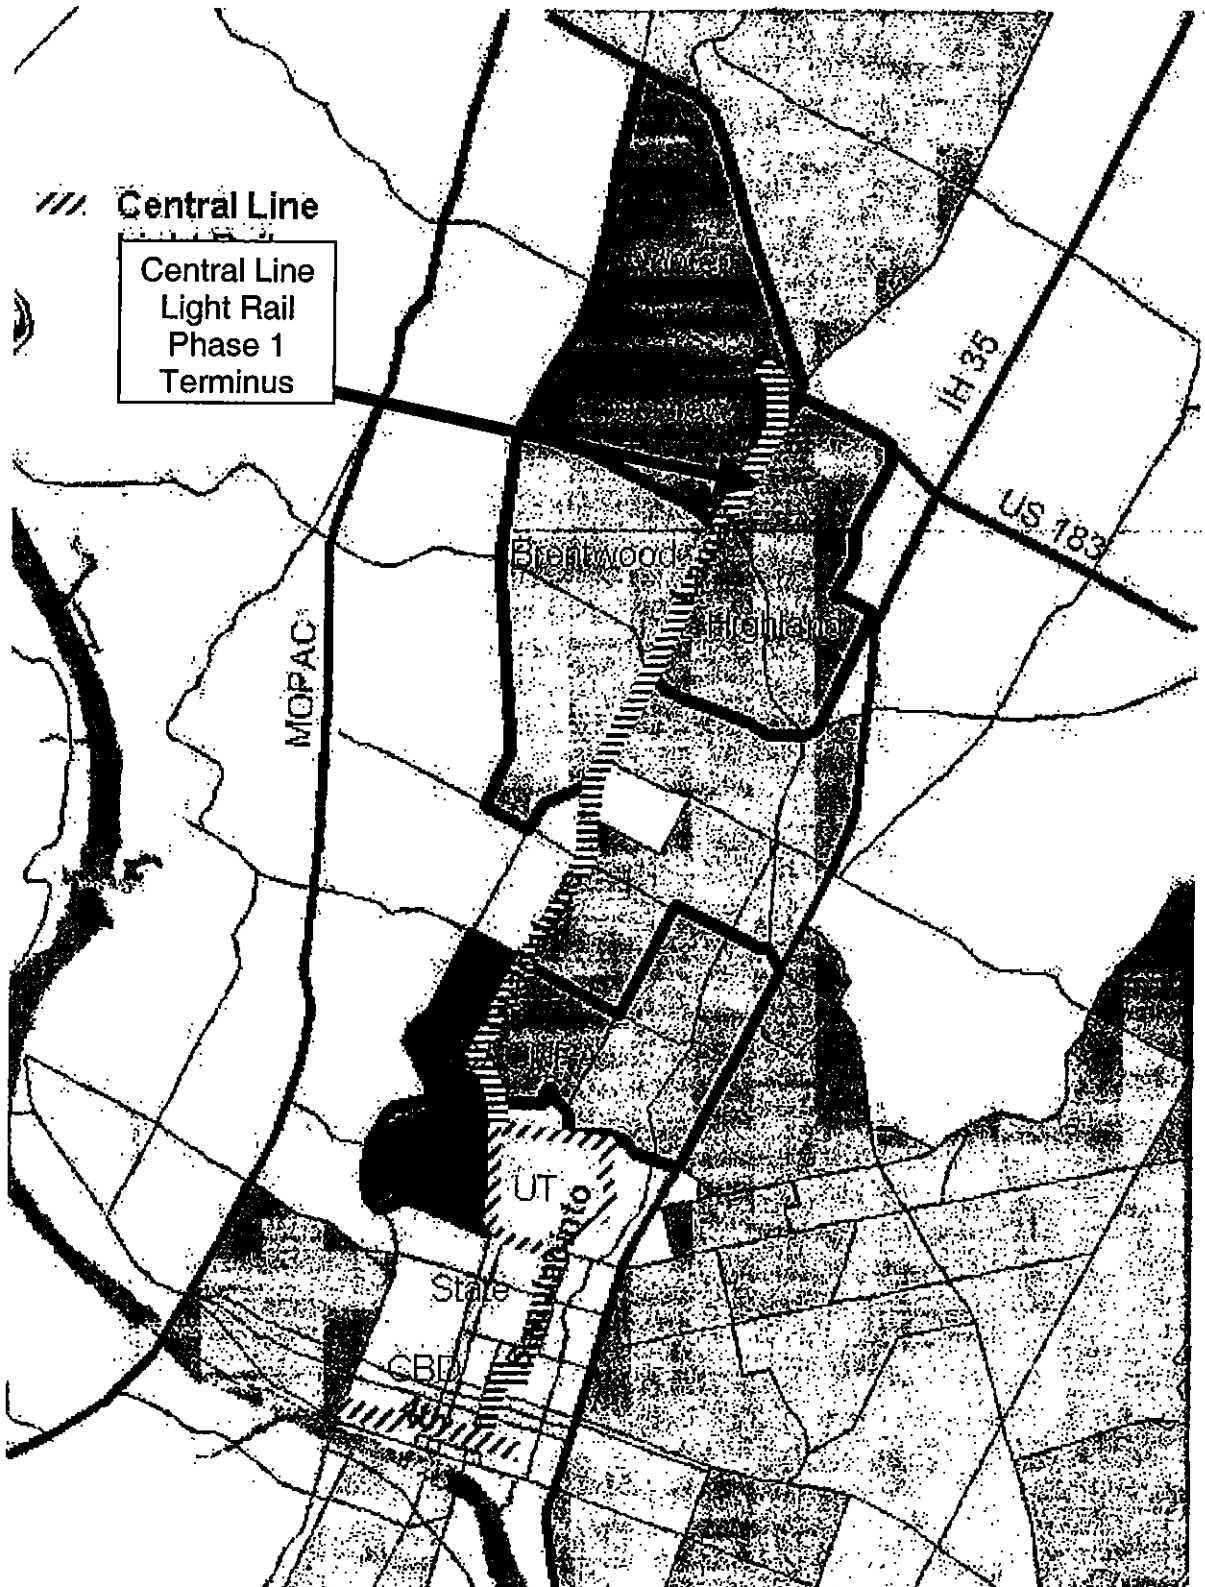 Central Line
Central Line
Light Rail
Phase 1
Terminus
IH 35
US 183
Brentwood
Highland
MOPAC
UT
State
CBD